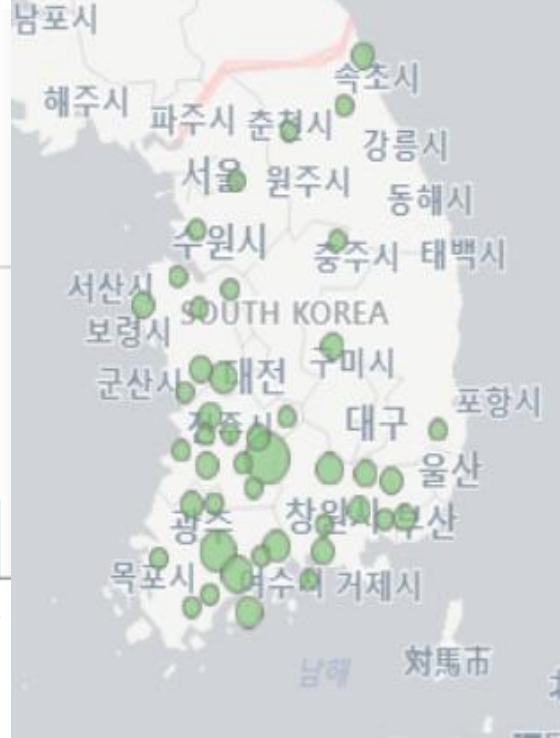 남포시
속초시
해주시
파주시 춘천시
강릉시
서울 원주시
동해시
수원시
충주시 태백시
서산시
SOUTH KOREA
보령시
구미시
대전
군산시
포항시
대구
전주시
울산
창원시 부산
광주
목포시 여수시 거제시
남해
対馬市